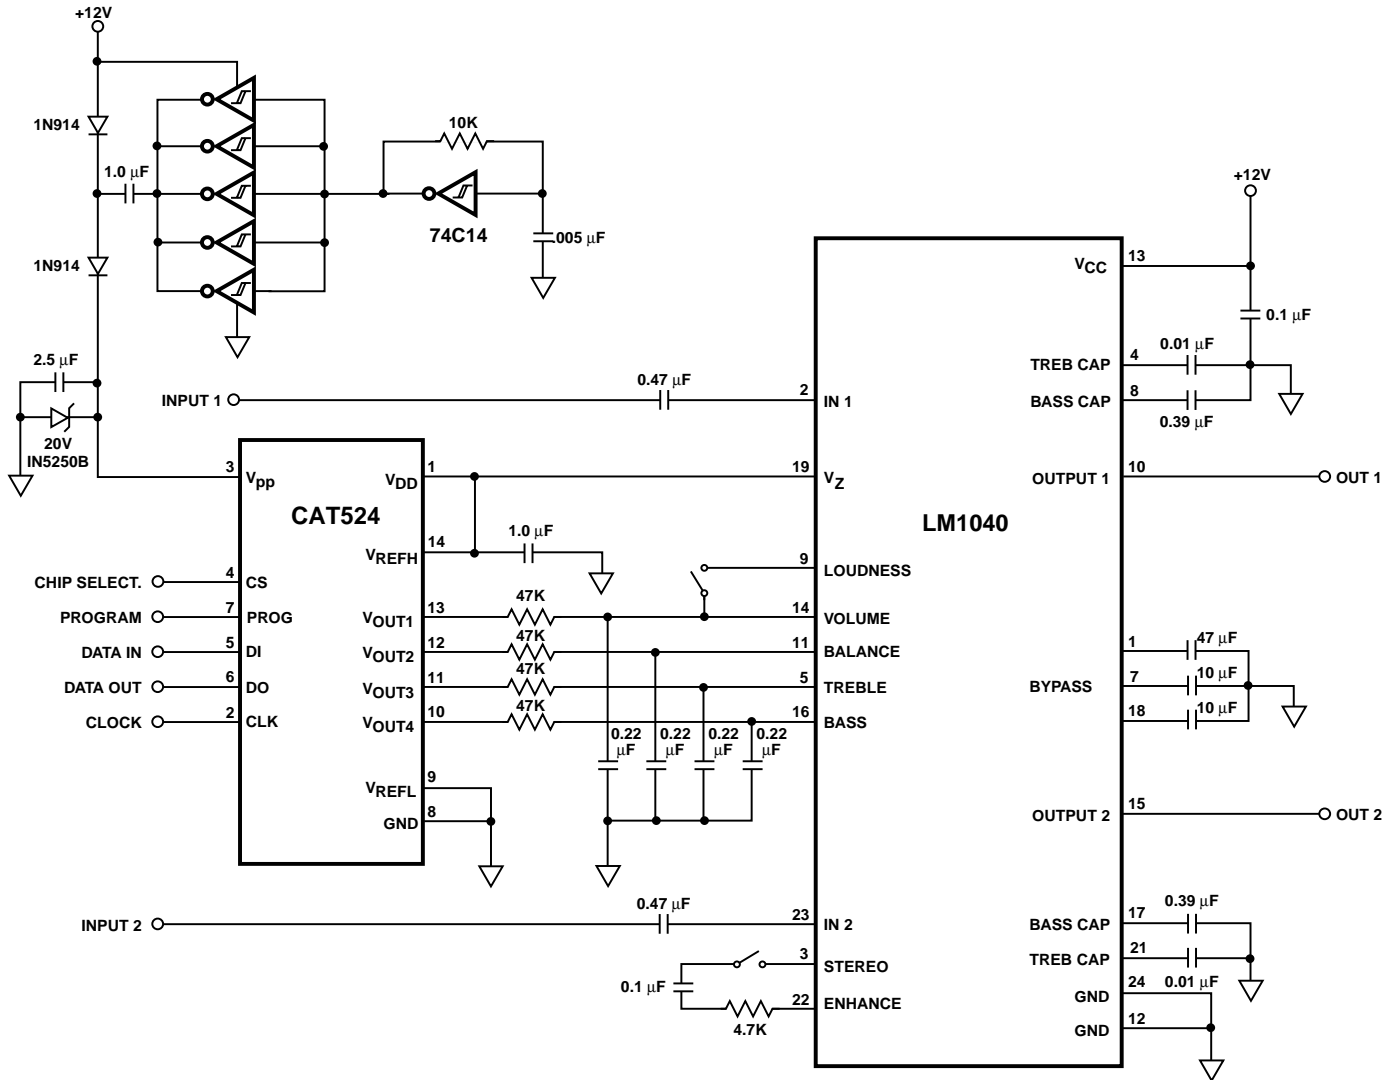 +12V
1N914
1.0 µF
10K
74C14
.005 µF
1N914
2.5 µF
20V
IN5250B
+12V
VCC
13
0.1 µF
TREB CAP
4
0.01 µF
BASS CAP
8
0.39 µF
INPUT 1
0.47 µF
2
IN 1
3
Vpp
VDD
1
19
VZ
OUTPUT 1
10
OUT 1
CAT524
LM1040
VREFH
14
1.0 µF
9
LOUDNESS
CHIP SELECT.
4
CS
PROGRAM
7
PROG
VOUT1
13
47K
14
VOLUME
DATA IN
5
DI
VOUT2
12
47K
11
BALANCE
DATA OUT
6
DO
VOUT3
11
47K
5
TREBLE
CLOCK
2
CLK
VOUT4
10
47K
16
BASS
0.22
µF
0.22
µF
0.22
µF
0.22
µF
1
47 µF
BYPASS
7
10 µF
18
10 µF
VREFL
9
GND
8
OUTPUT 2
15
OUT 2
INPUT 2
0.47 µF
23
IN 2
3
STEREO
0.1 µF
4.7K
22
ENHANCE
BASS CAP
17
0.39 µF
TREB CAP
21
0.01 µF
GND
24
GND
12